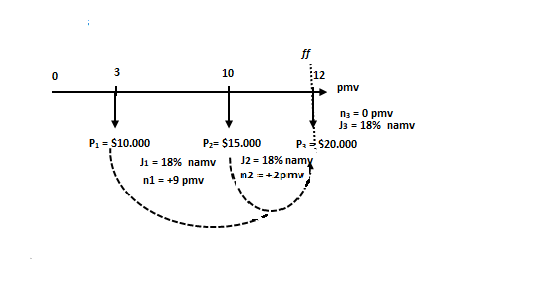 ff
0 3 10 12
pmv
n3 = 0 pmv
J3 = 18% namv
P1 = $10.000 P2= $15.000 P3 = $20.000
J1 = 18% namv J2 = 18% namv
n1 = +9 pmv n2 = +2pmv